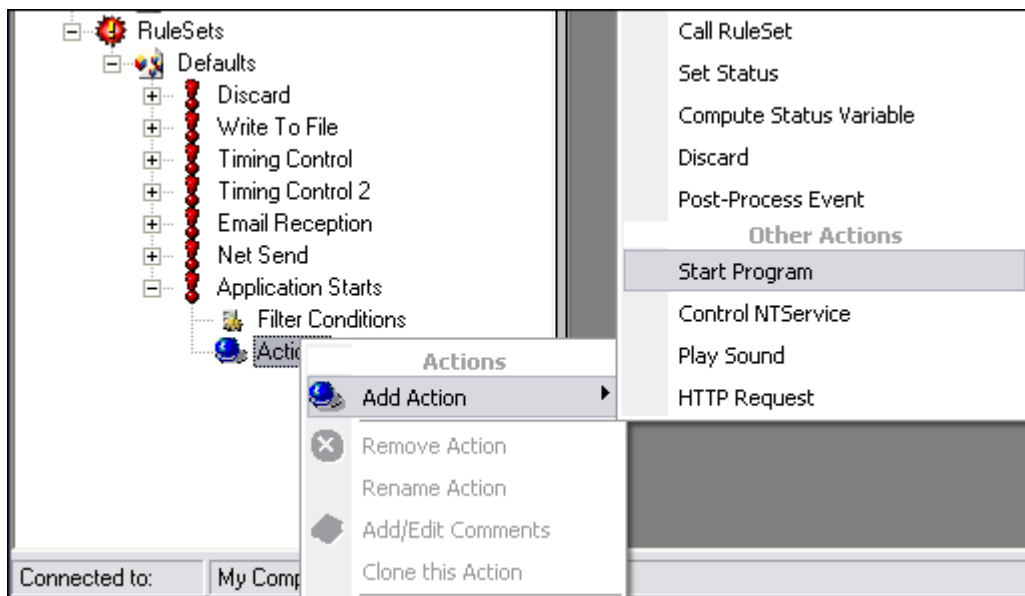 RuleSets
Defaults
Discard
Write To File
Timing Control
Timing Control 2
Email Reception
Net Send
Application Starts
Filter Conditions
Actions
Add Action
Remove Action
Rename Action
Add/Edit Comments
Clone this Action
Call RuleSet
Set Status
Compute Status Variable
Discard
Post-Process Event
Other Actions
Start Program
Control NTService
Play Sound
HTTP Request
Connected to:
My Comp